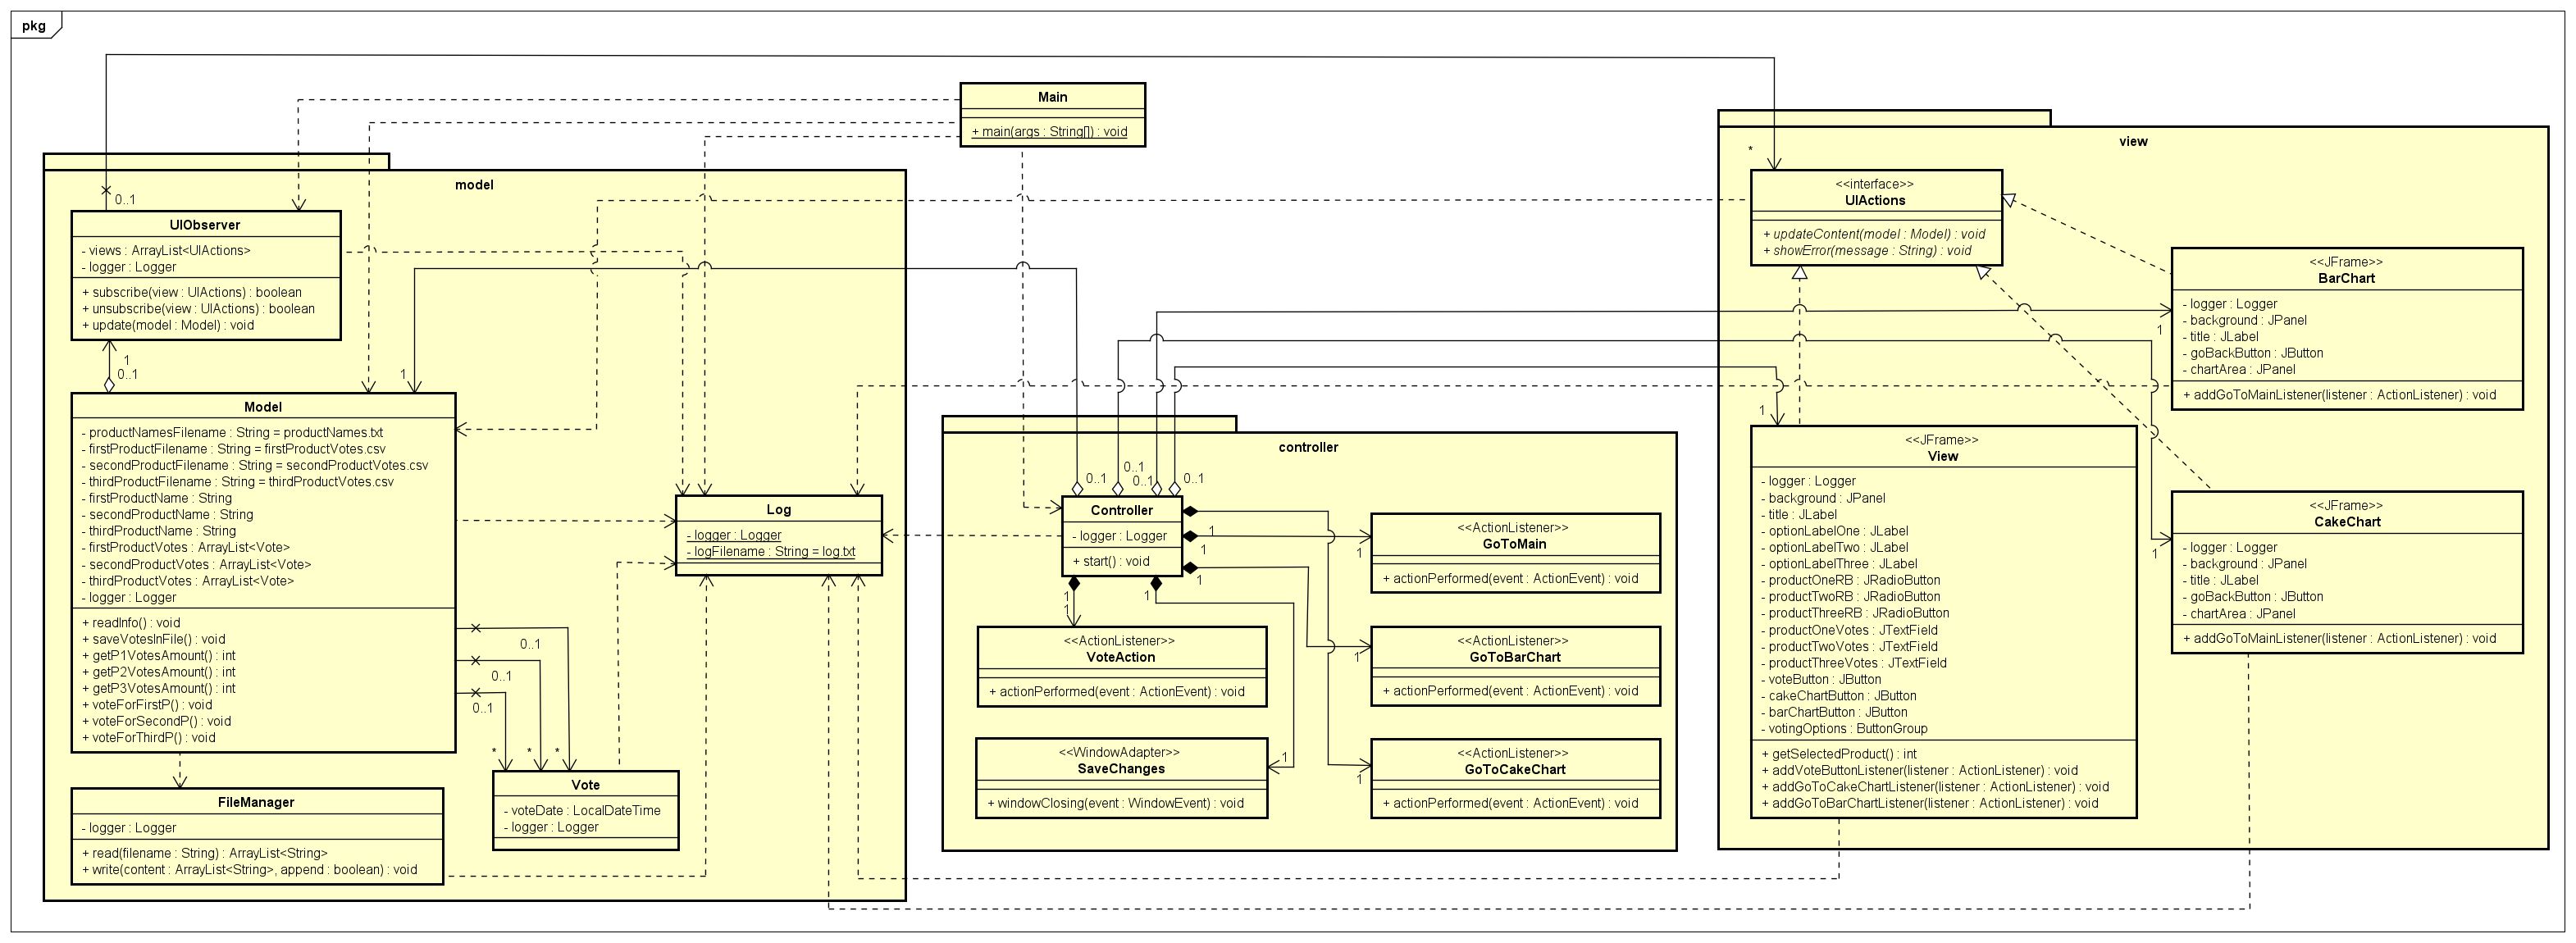 pkg
Main
+ main(args : String[]) : void
model
UIObserver
- views : ArrayList<UIActions>
- logger : Logger
+ subscribe(view : UIActions) : boolean
+ unsubscribe(view : UIActions) : boolean
+ update(model : Model) : void
0..1
*
1
0..1
1
Model
- productNamesFilename : String = productNames.txt
- firstProductFilename : String = firstProductVotes.csv
- secondProductFilename : String = secondProductVotes.csv
- thirdProductFilename : String = thirdProductVotes.csv
- firstProductName : String
- secondProductName : String
- thirdProductName : String
- firstProductVotes : ArrayList<Vote>
- secondProductVotes : ArrayList<Vote>
- thirdProductVotes : ArrayList<Vote>
- logger : Logger
+ readInfo() : void
+ saveVotesInFile() : void
+ getP1VotesAmount() : int
+ getP2VotesAmount() : int
+ getP3VotesAmount() : int
+ voteForFirstP() : void
+ voteForSecondP() : void
+ voteForThirdP() : void
0..1
0..1
0..1
* * *
FileManager
- logger : Logger
+ read(filename : String) : ArrayList<String>
+ write(content : ArrayList<String>, append : boolean) : void
Vote
- voteDate : LocalDateTime
- logger : Logger
Log
- logger : Logger
- logFilename : String = log.txt
controller
0..1
0..1
0..1
0..1
Controller
- logger : Logger
+ start() : void
1
1
1
1
1
1
1
1
1
1
<<ActionListener>>
GoToMain
+ actionPerformed(event : ActionEvent) : void
<<ActionListener>>
VoteAction
+ actionPerformed(event : ActionEvent) : void
<<ActionListener>>
GoToBarChart
+ actionPerformed(event : ActionEvent) : void
<<WindowAdapter>>
SaveChanges
+ windowClosing(event : WindowEvent) : void
<<ActionListener>>
GoToCakeChart
+ actionPerformed(event : ActionEvent) : void
view
<<interface>>
UIActions
+ updateContent(model : Model) : void
+ showError(message : String) : void
<<JFrame>>
BarChart
- logger : Logger
- background : JPanel
- title : JLabel
- goBackButton : JButton
- chartArea : JPanel
+ addGoToMainListener(listener : ActionListener) : void
1
1
1
<<JFrame>>
View
- logger : Logger
- background : JPanel
- title : JLabel
- optionLabelOne : JLabel
- optionLabelTwo : JLabel
- optionLabelThree : JLabel
- productOneRB : JRadioButton
- productTwoRB : JRadioButton
- productThreeRB : JRadioButton
- productOneVotes : JTextField
- productTwoVotes : JTextField
- productThreeVotes : JTextField
- voteButton : JButton
- cakeChartButton : JButton
- barChartButton : JButton
- votingOptions : ButtonGroup
+ getSelectedProduct() : int
+ addVoteButtonListener(listener : ActionListener) : void
+ addGoToCakeChartListener(listener : ActionListener) : void
+ addGoToBarChartListener(listener : ActionListener) : void
<<JFrame>>
CakeChart
- logger : Logger
- background : JPanel
- title : JLabel
- goBackButton : JButton
- chartArea : JPanel
+ addGoToMainListener(listener : ActionListener) : void